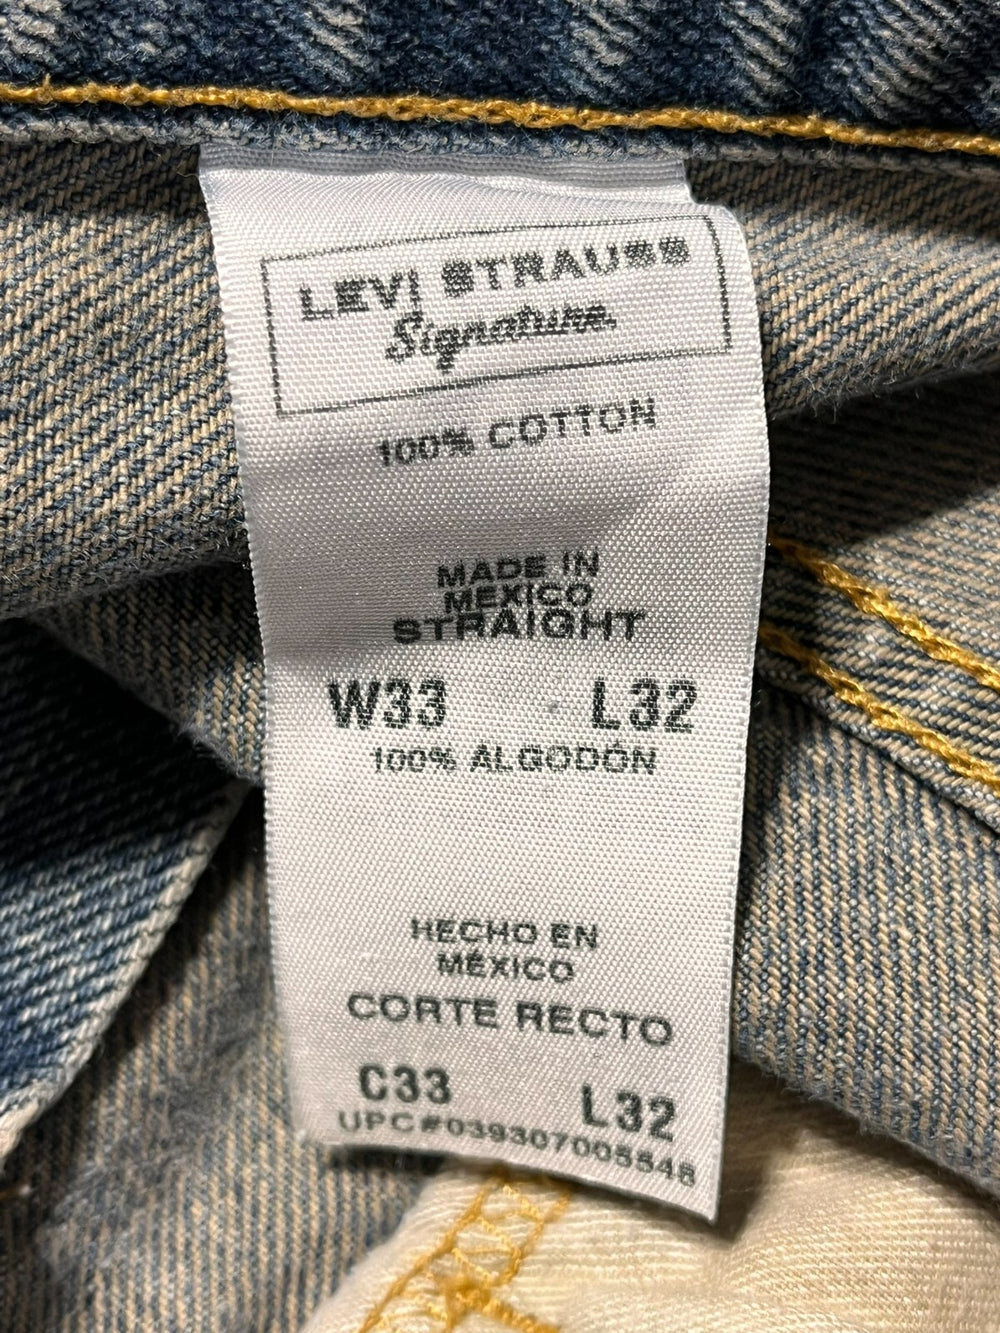 LEVI STRAUSS
Signature.
100% COTTON
MADE IN
MEXICO
STRAIGHT
W33 L32
100% ALGODÓN
HECHO EN
MÉXICO
CORTE RECTO
C33 L32
UPC#039307005548